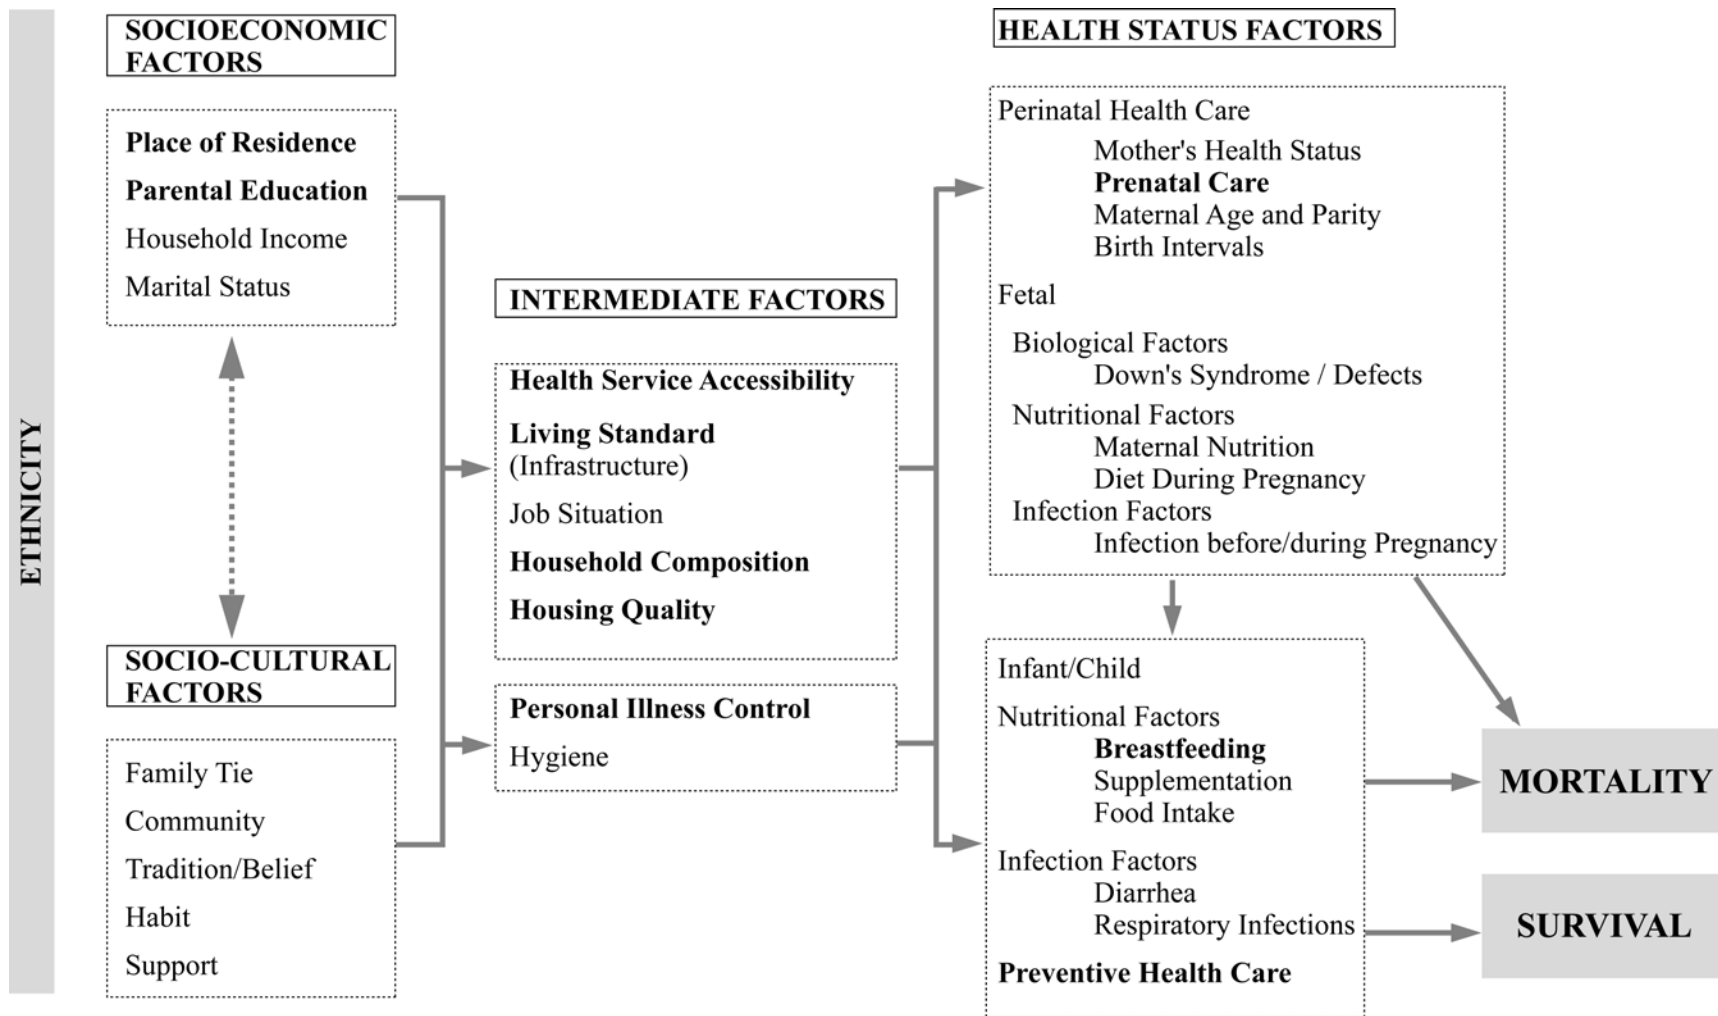 ETHNICITY
SOCIOECONOMIC
FACTORS
Place of Residence
Parental Education
Household Income
Marital Status
SOCIO-CULTURAL
FACTORS
Family Tie
Community
Tradition/Belief
Habit
Support
INTERMEDIATE FACTORS
Health Service Accessibility
Living Standard
(Infrastructure)
Job Situation
Household Composition
Housing Quality
Personal Illness Control
Hygiene
HEALTH STATUS FACTORS
Perinatal Health Care
Mother's Health Status
Prenatal Care
Maternal Age and Parity
Birth Intervals
Fetal
Biological Factors
Down's Syndrome / Defects
Nutritional Factors
Maternal Nutrition
Diet During Pregnancy
Infection Factors
Infection before/during Pregnancy
Infant/Child
Nutritional Factors
Breastfeeding
Supplementation
Food Intake
Infection Factors
Diarrhea
Respiratory Infections
Preventive Health Care
MORTALITY
SURVIVAL